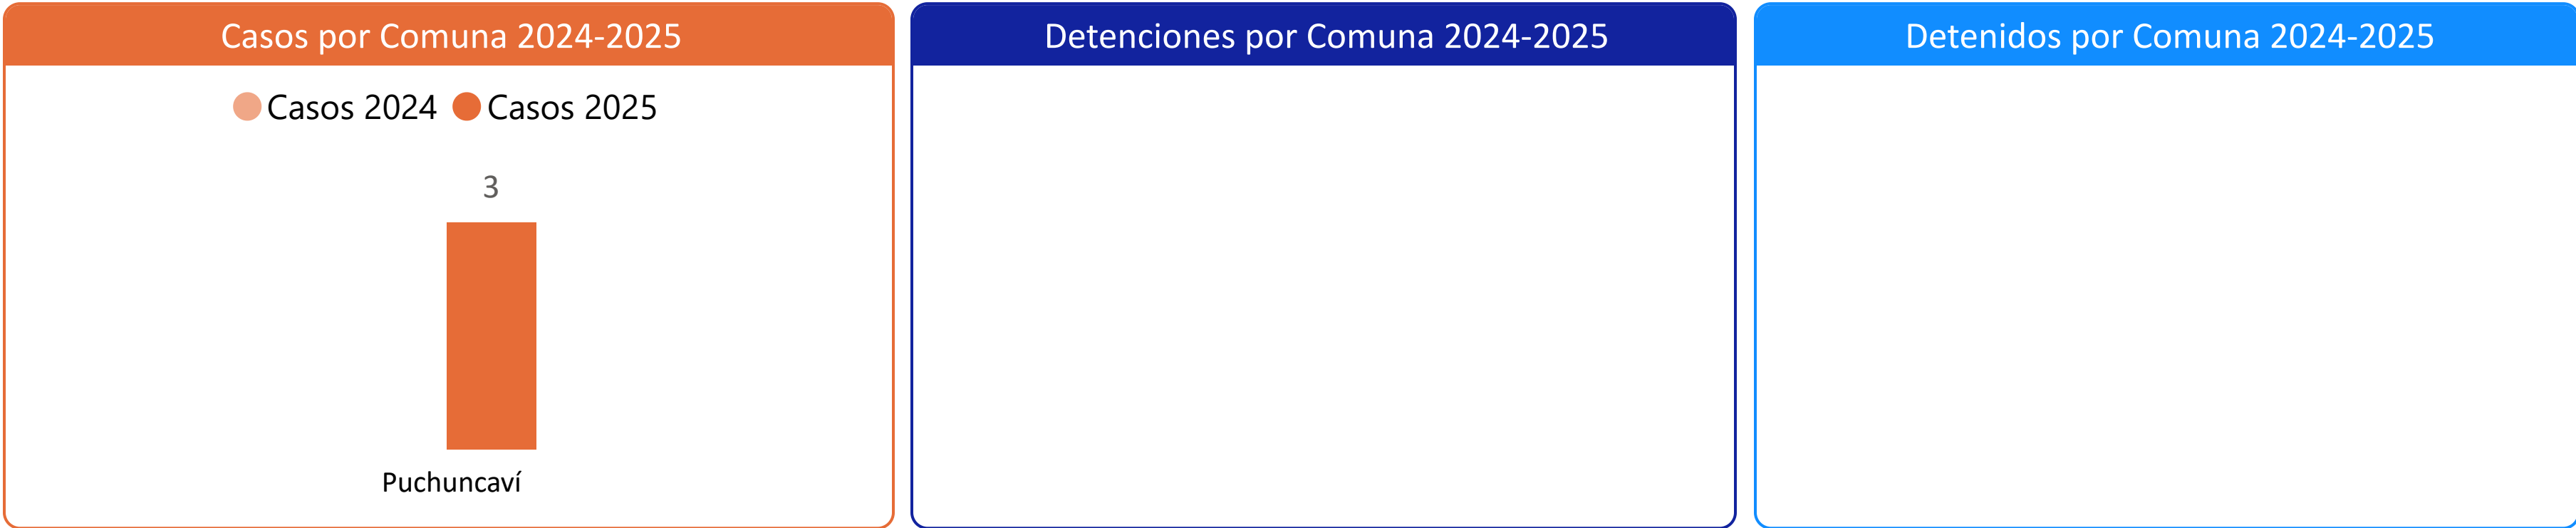 Casos por Comuna 2024-2025
Casos 2024 Casos 2025
3
Puchuncaví
Detenciones por Comuna 2024-2025
Detenidos por Comuna 2024-2025